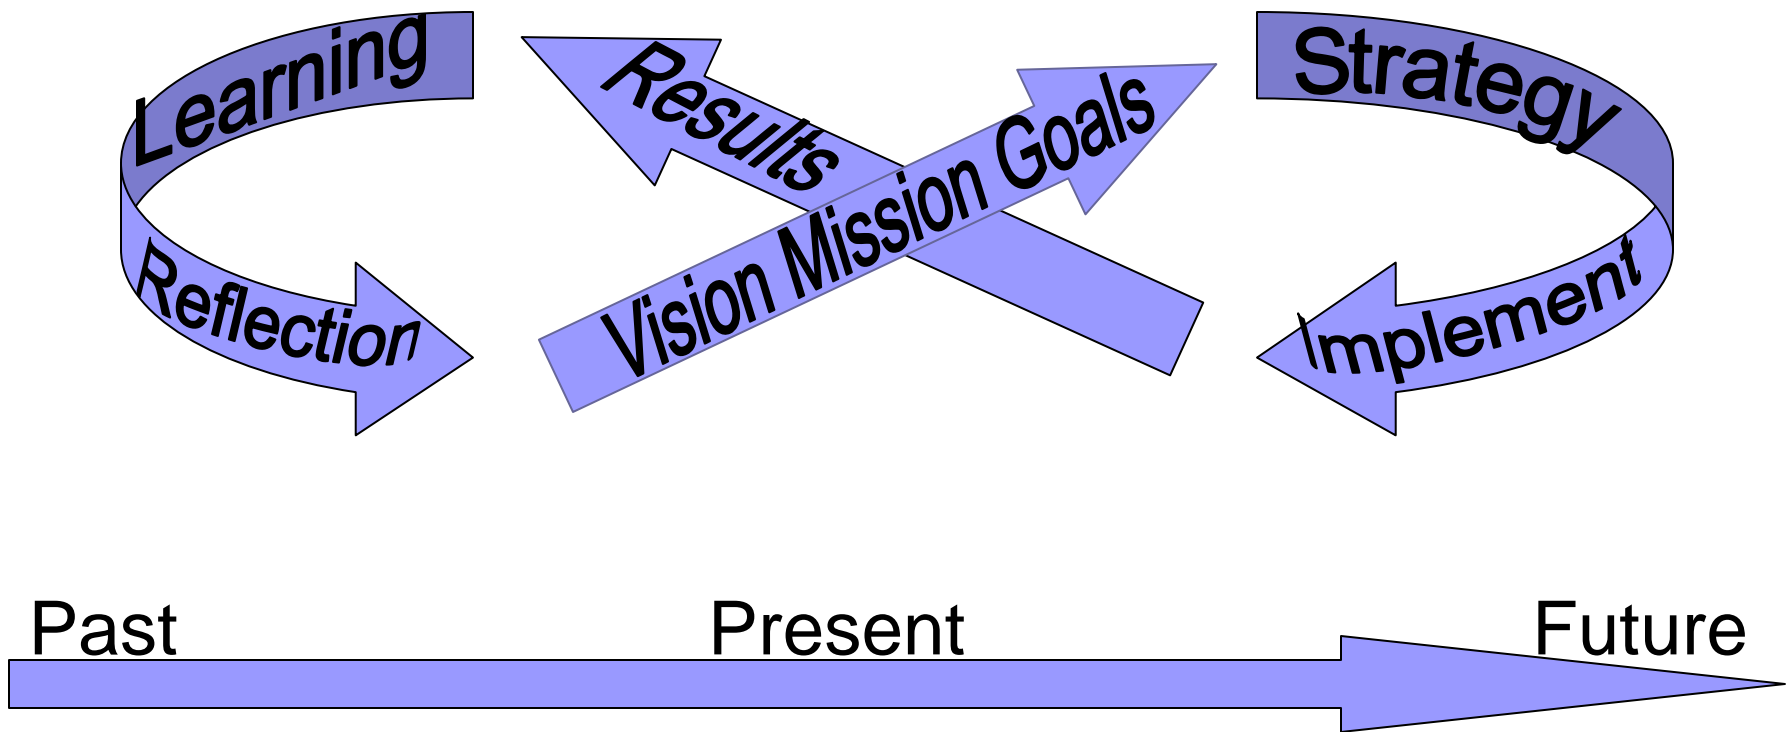 Learning
Reflection
Results
Vision Mission Goals
Strategy
Implement
Past
Present
Future